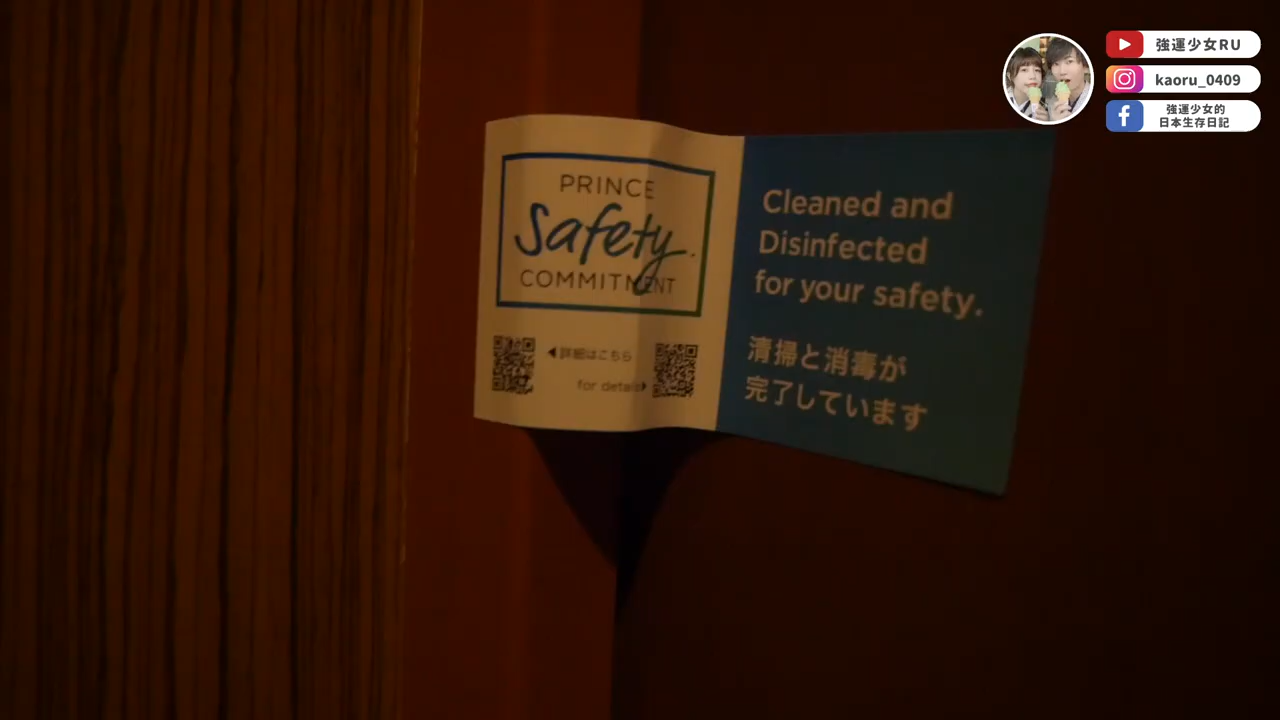 PRINCE
Safety
COMMITMENT
◀詳細はこちら
for details▶
Cleaned and
Disinfected
for your safety.
清掃と消毒が
完了しています
強運少女RU
kaoru_0409
強運少女的
日本生存日記